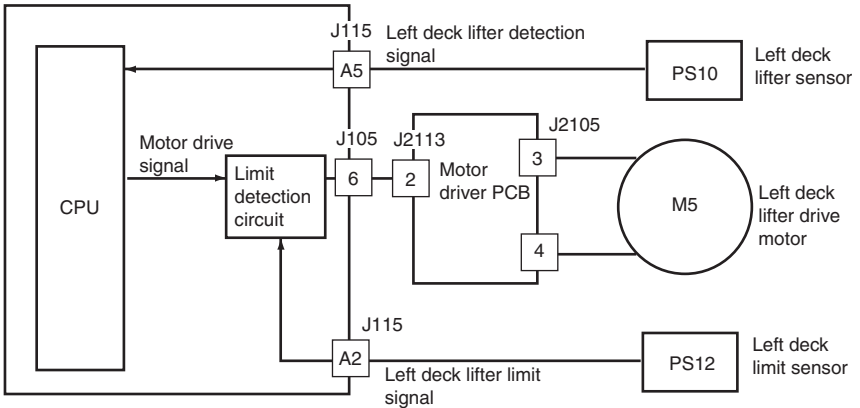 J115
Left deck lifter detection
signal
A5
PS10
Left deck
lifter sensor
CPU
Motor drive
signal
Limit
detection
circuit
J105
6
J2113
2
Motor
driver PCB
J2105
3
4
M5
Left deck
lifter drive
motor
J115
A2
Left deck lifter limit
signal
PS12
Left deck
limit sensor